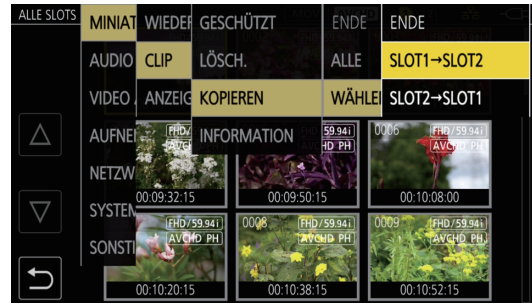 ALLE SLOTS
MINIAT WIEDER GESCHÜTZT ENDE ENDE
AUDIO CLIP LÖSCH. ALLE SLOT1→SLOT2
VIDEO ANZEIG KOPIEREN WÄHLE SLOT2→SLOT1
AUFNE INFORMATION
NETZW
SYSTEM
SONSTI
FHD/59.94i 59.94i 0006 FHD/59.94i
AVCHD PH HD PH AVCHD PH
00:09:32:15 00:09:50:15 00:10:08:00
FHD/59.94i 0008 FHD/59.94i 0009 FHD/59.94i
AVCHD PH AVCHD PH AVCHD PH
00:10:20:15 00:10:38:15 00:10:52:15